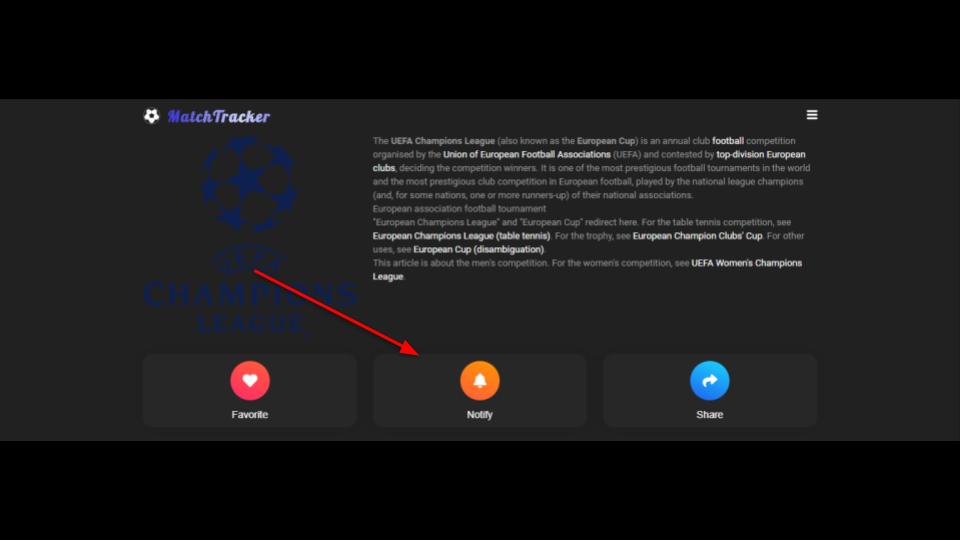 MatchTracker
The UEFA Champions League (also known as the European Cup) is an annual club football competition
organised by the Union of European Football Associations (UEFA) and contested by top-division European
clubs, deciding the competition winners. It is one of the most prestigious football tournaments in the world
and the most prestigious club competition in European football, played by the national league champions
(and, for some nations, one or more runners-up) of their national associations.
European association football tournament
"European Champions League" and "European Cup" redirect here. For the table tennis competition, see
European Champions League (table tennis). For the trophy, see European Champion Clubs' Cup. For other
uses, see European Cup (disambiguation).
This article is about the men's competition. For the women's competition, see UEFA Women's Champions
League.
UEFA
CHAMPIONS
LEAGUE
Favorite
Notify
Share